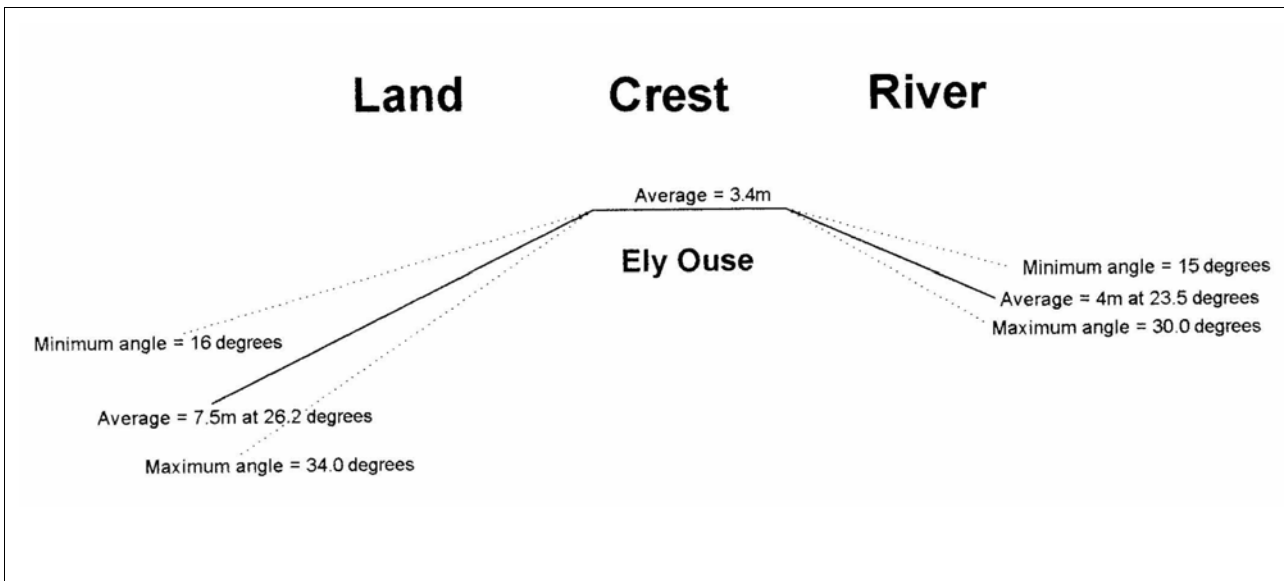 Land Crest River
Average = 3.4m
Ely Ouse
Minimum angle = 15 degrees
Average = 4m at 23.5 degrees
Maximum angle = 30.0 degrees
Minimum angle = 16 degrees
Average = 7.5m at 26.2 degrees
Maximum angle = 34.0 degrees